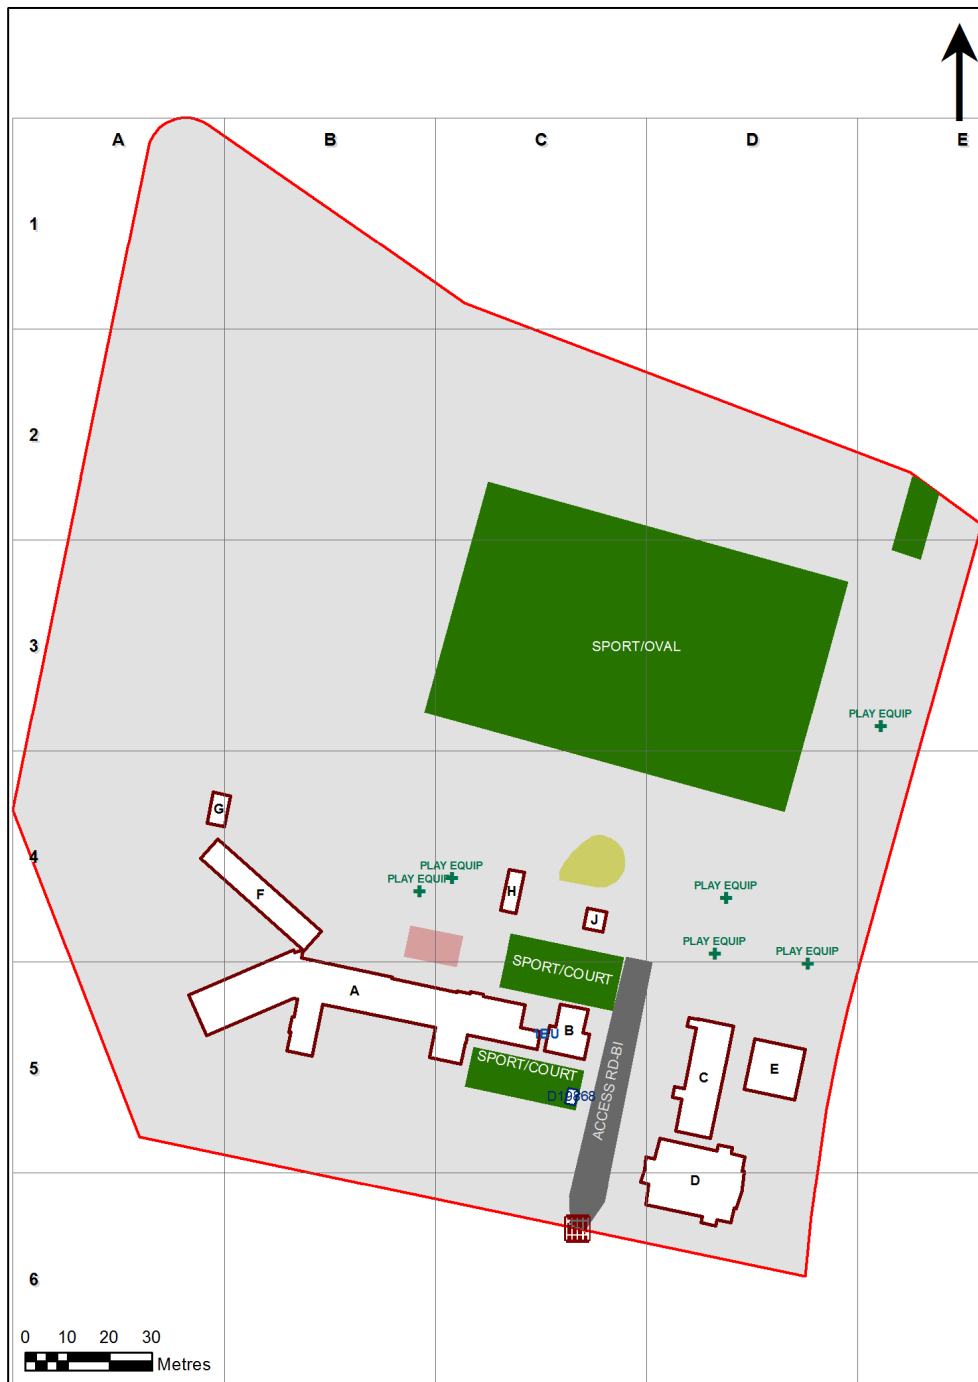 A B C D E
1
2
3
SPORT/OVAL
PLAY EQUIP
G
4
PLAY EQUIP
PLAY EQUIP
F
H
PLAY EQUIP
J
PLAY EQUIP
PLAY EQUIP
SPORT/COURT
A
B
5
SPORT/COURT
ACCESS RD-BI
C
E
D19868
D
6
0 10 20 30
Metres